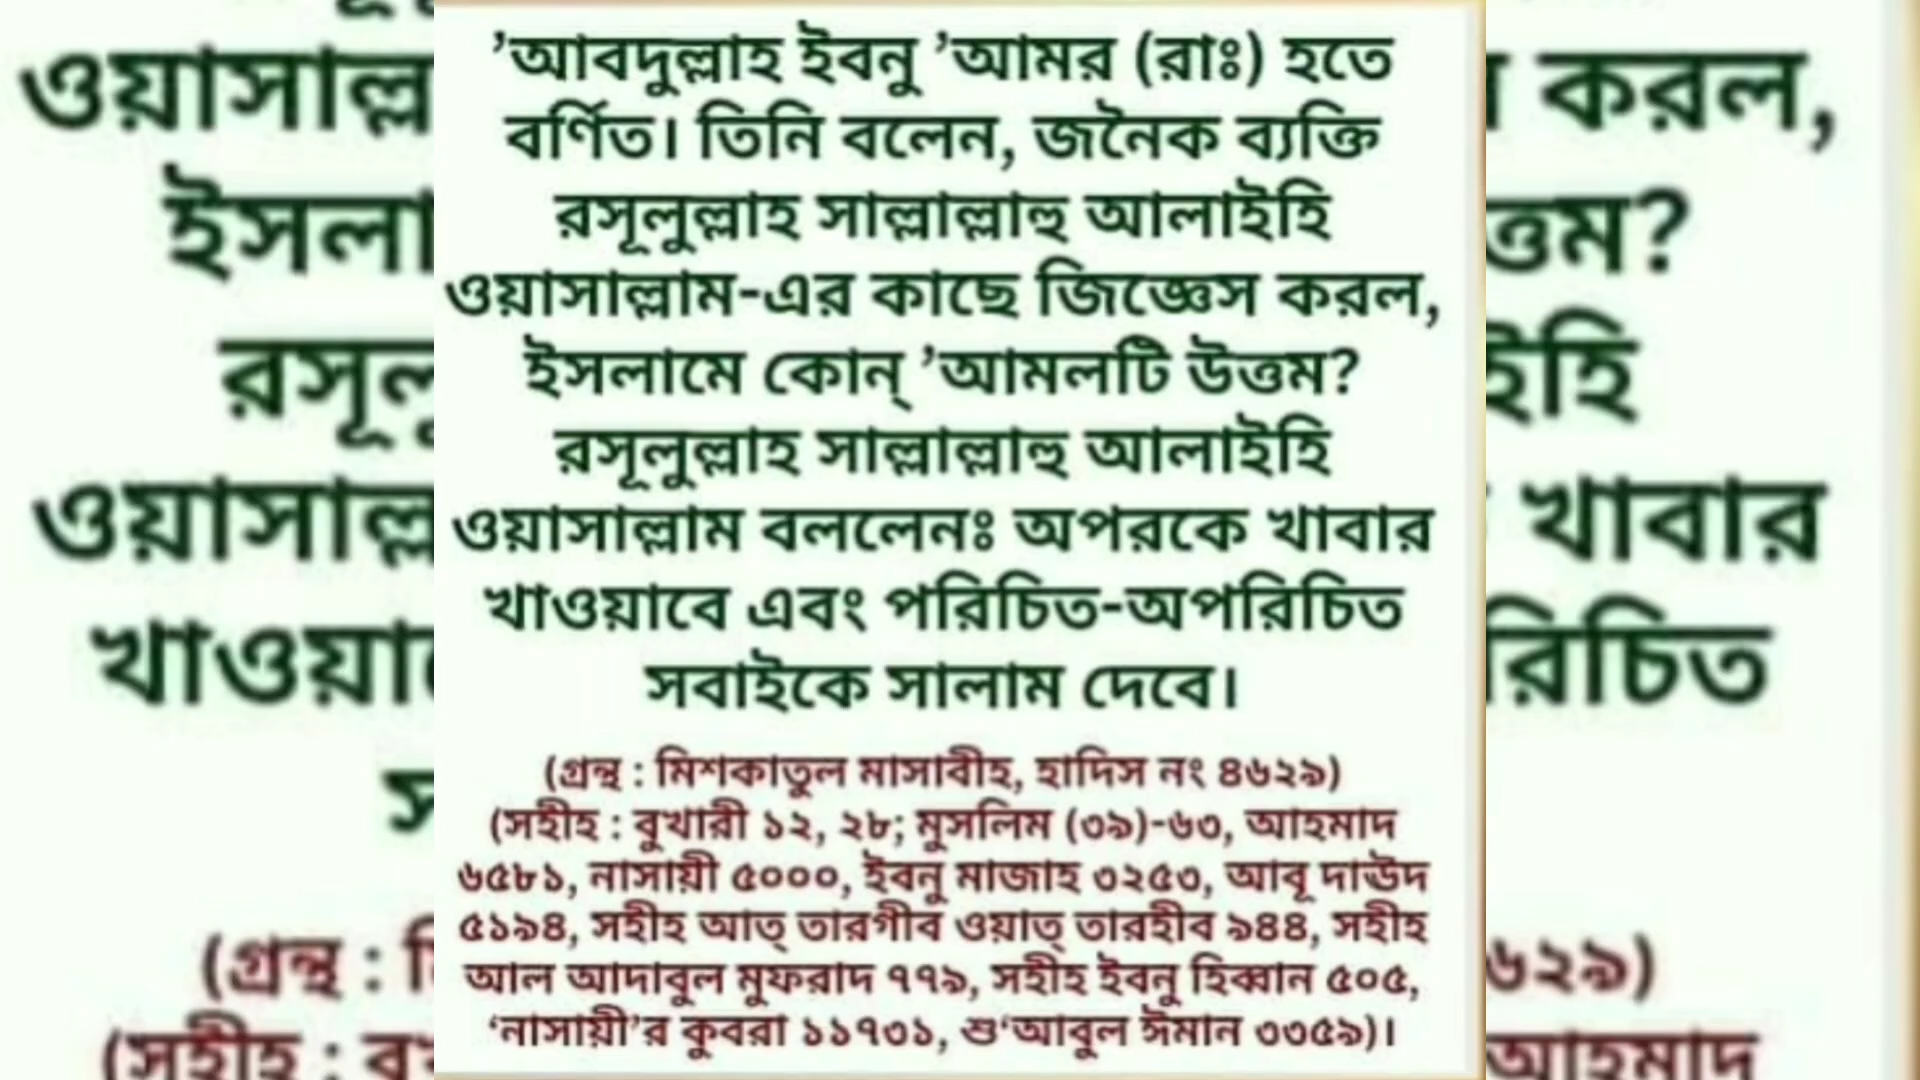 ’আবদুল্লাহ ইবনু ’আমর (রাঃ) হতে
বর্ণিত। তিনি বলেন, জনৈক ব্যক্তি
রসূলুল্লাহ সাল্লাল্লাহু আলাইহি
ওয়াসাল্লাম-এর কাছে জিজ্ঞেস করল,
ইসলামে কোন্ ’আমলটি উত্তম?
রসূলুল্লাহ সাল্লাল্লাহু আলাইহি
ওয়াসাল্লাম বললেনঃ অপরকে খাবার
খাওয়াবে এবং পরিচিত-অপরিচিত
সবাইকে সালাম দেবে।
(গ্রন্থ : মিশকাতুল মাসাবীহ, হাদিস নং ৪৬২৯)
(সহীহ : বুখারী ১২, ২৮; মুসলিম (৩৯)-৬৩, আহমাদ
৬৫৮১, নাসায়ী ৫০০০, ইবনু মাজাহ ৩২৫৩, আবূ দাঊদ
৫১৯৪, সহীহ আত্ তারগীব ওয়াত্ তারহীব ৯৪৪, সহীহ
আল আদাবুল মুফরাদ ৭৭৯, সহীহ ইবনু হিব্বান ৫০৫,
‘নাসায়ী’র কুবরা ১১৭৩১, শু‘আবুল ঈমান ৩৩৫৯)।